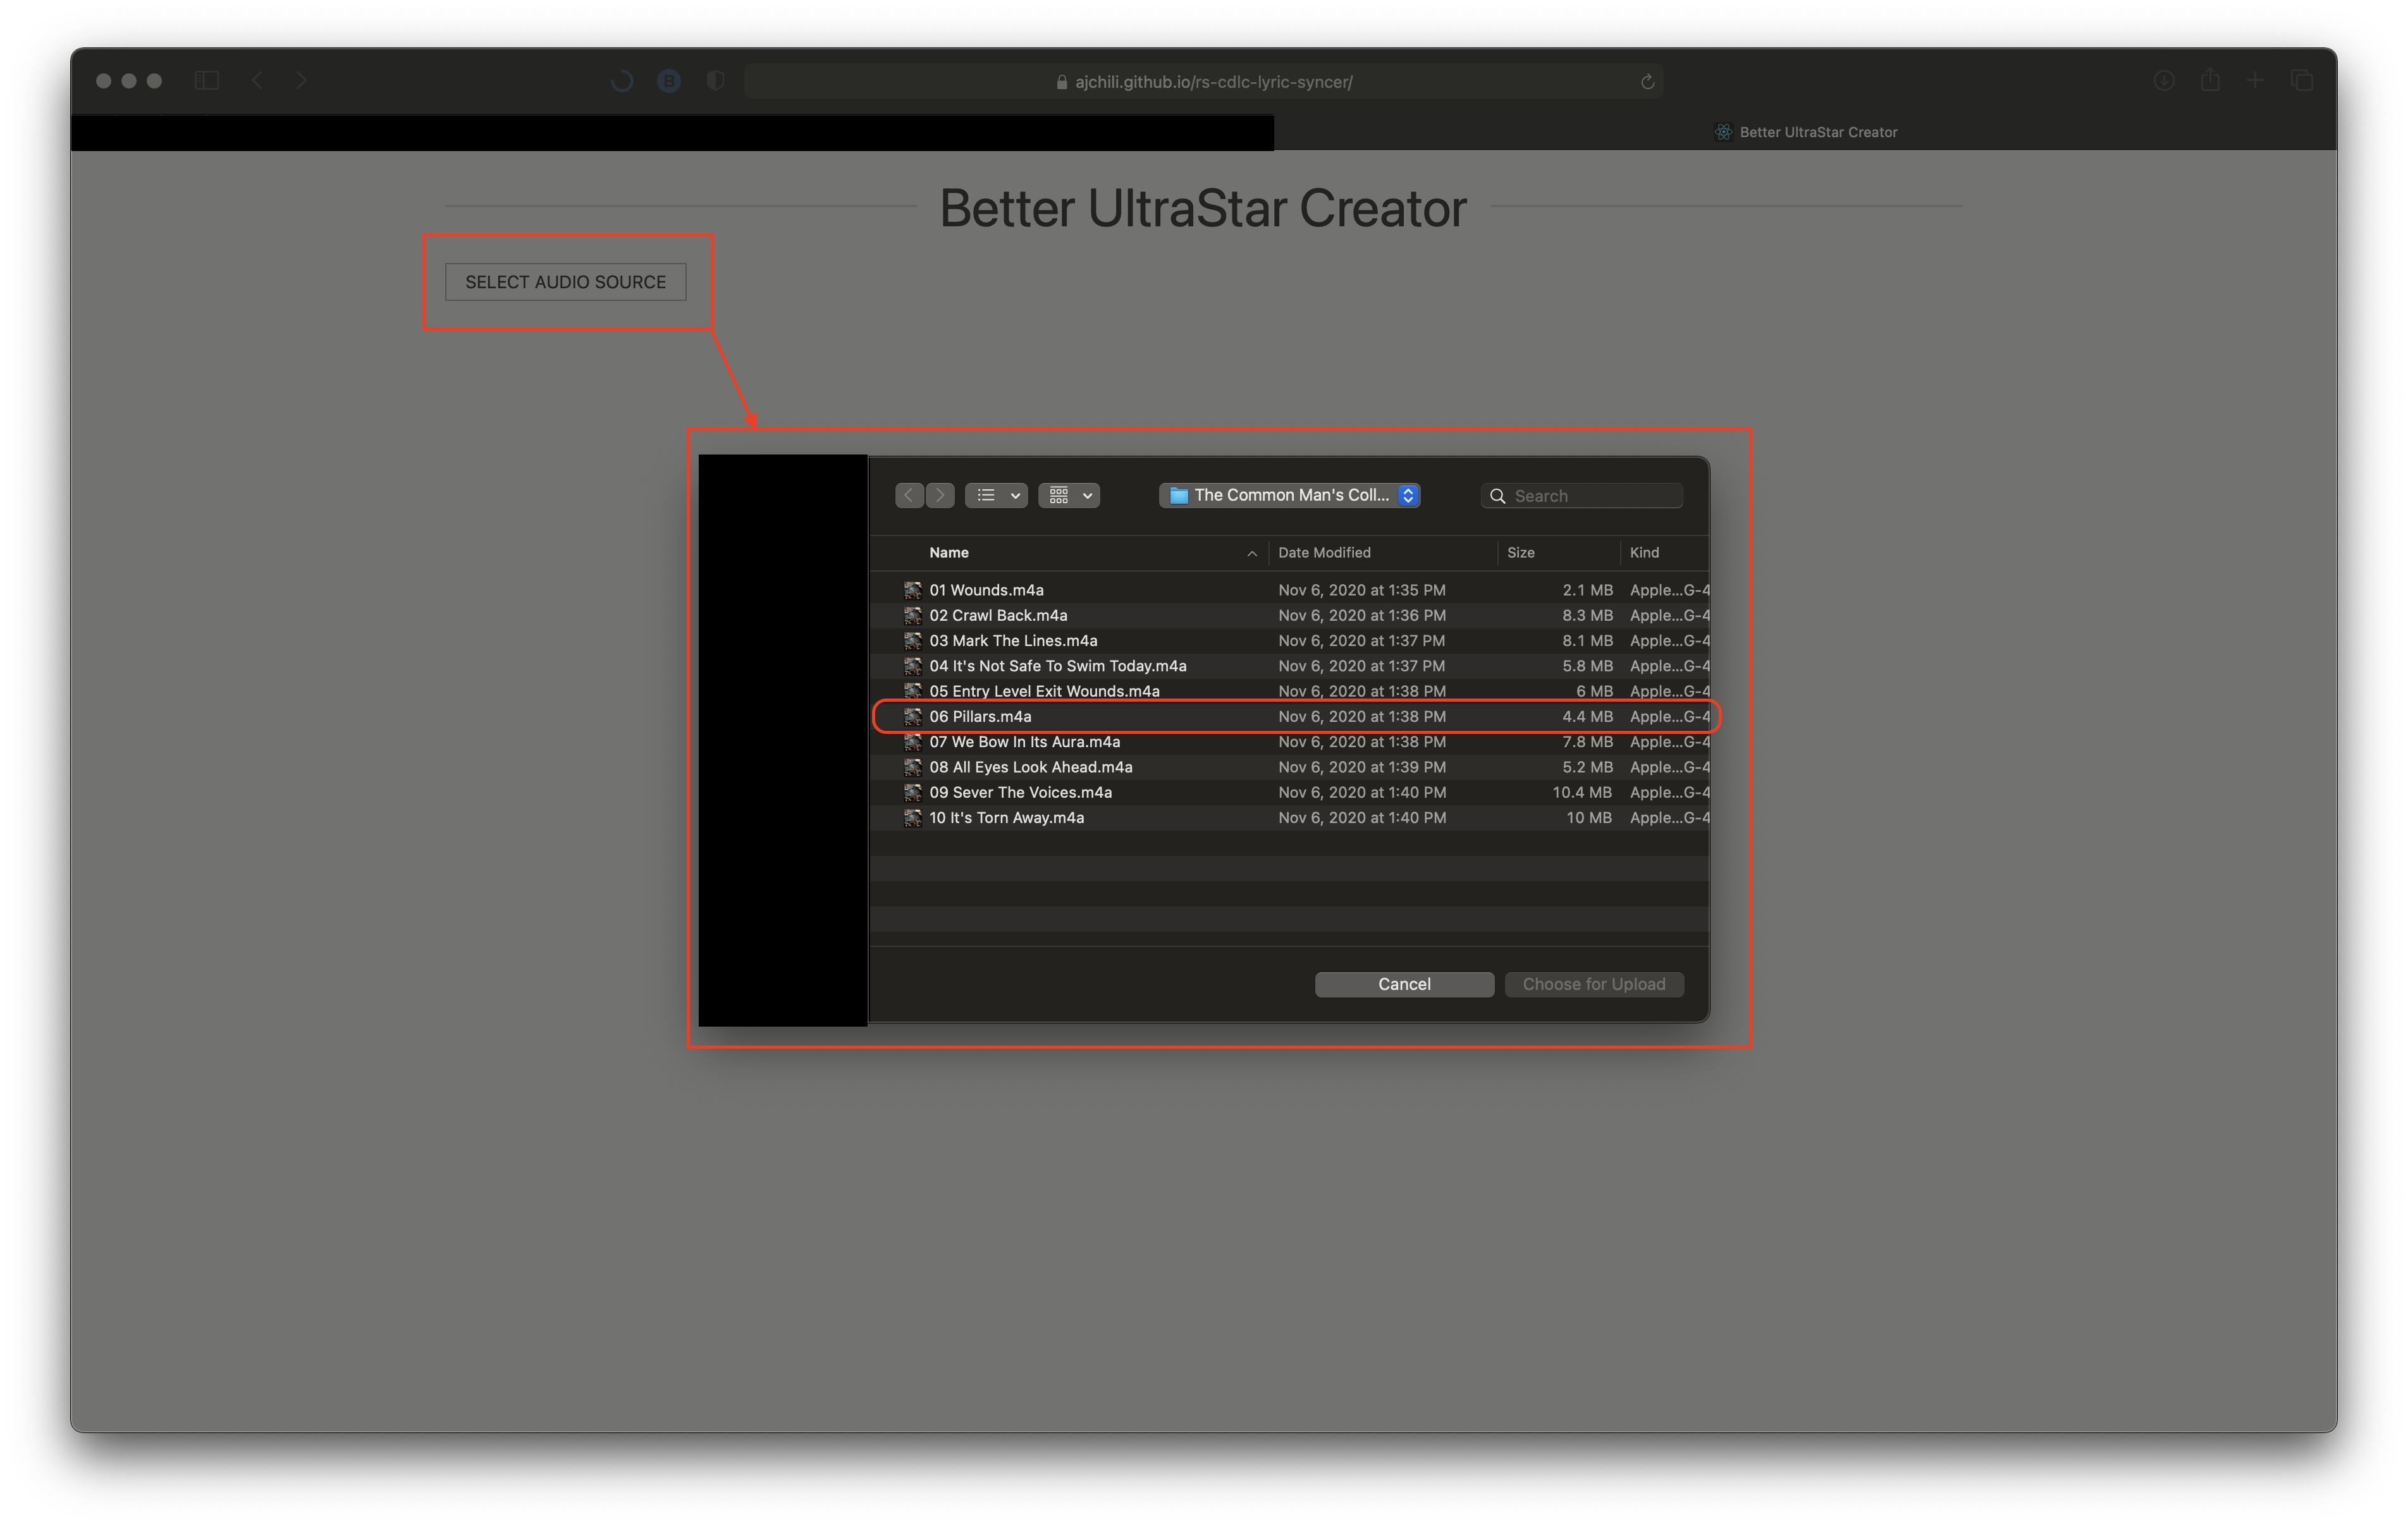 ajchili.github.io/rs-cdlc-lyric-syncer/
Better UltraStar Creator
Better UltraStar Creator
SELECT AUDIO SOURCE
The Common Man's Coll...
Search
Name Date Modified Size Kind
01 Wounds.m4a Nov 6, 2020 at 1:35 PM 2.1 MB Apple...G-4
02 Crawl Back.m4a Nov 6, 2020 at 1:36 PM 8.3 MB Apple...G-4
03 Mark The Lines.m4a Nov 6, 2020 at 1:37 PM 8.1 MB Apple...G-4
04 It's Not Safe To Swim Today.m4a Nov 6, 2020 at 1:37 PM 5.8 MB Apple...G-4
05 Entry Level Exit Wounds.m4a Nov 6, 2020 at 1:38 PM 6 MB Apple...G-4
06 Pillars.m4a Nov 6, 2020 at 1:38 PM 4.4 MB Apple...G-4
07 We Bow In Its Aura.m4a Nov 6, 2020 at 1:38 PM 7.8 MB Apple...G-4
08 All Eyes Look Ahead.m4a Nov 6, 2020 at 1:39 PM 5.2 MB Apple...G-4
09 Sever The Voices.m4a Nov 6, 2020 at 1:40 PM 10.4 MB Apple...G-4
10 It's Torn Away.m4a Nov 6, 2020 at 1:40 PM 10 MB Apple...G-4
Cancel Choose for Upload